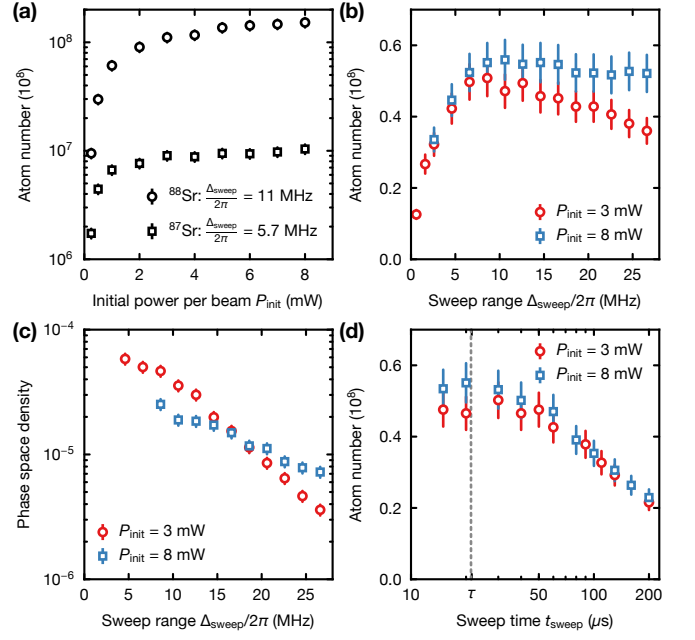 (a)
10⁸
10⁷
10⁶
Atom number (10⁸)
⁸⁸Sr: Δsweep/2π = 11 MHz
⁸⁷Sr: Δsweep/2π = 5.7 MHz
0 2 4 6 8
Initial power per beam Pinit (mW)
(b)
0.6
0.4
0.2
0.0
Atom number (10⁸)
Pinit = 3 mW
Pinit = 8 mW
0 5 10 15 20 25
Sweep range Δsweep/2π (MHz)
(c)
10⁻⁴
10⁻⁵
10⁻⁶
Phase space density
Pinit = 3 mW
Pinit = 8 mW
0 5 10 15 20 25
Sweep range Δsweep/2π (MHz)
(d)
0.6
0.4
0.2
0.0
Atom number (10⁸)
Pinit = 3 mW
Pinit = 8 mW
10 τ 50 100 200
Sweep time tsweep (µs)